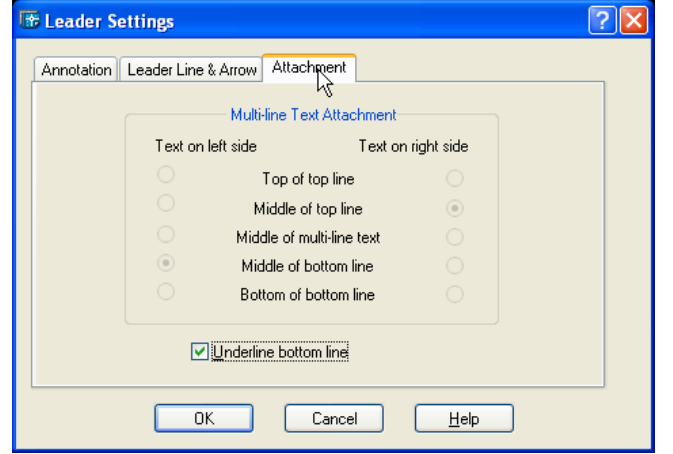 Leader Settings
Annotation Leader Line & Arrow Attachment
Multi-line Text Attachment
Text on left side Text on right side
Top of top line
Middle of top line
Middle of multi-line text
Middle of bottom line
Bottom of bottom line
Underline bottom line
OK Cancel Help